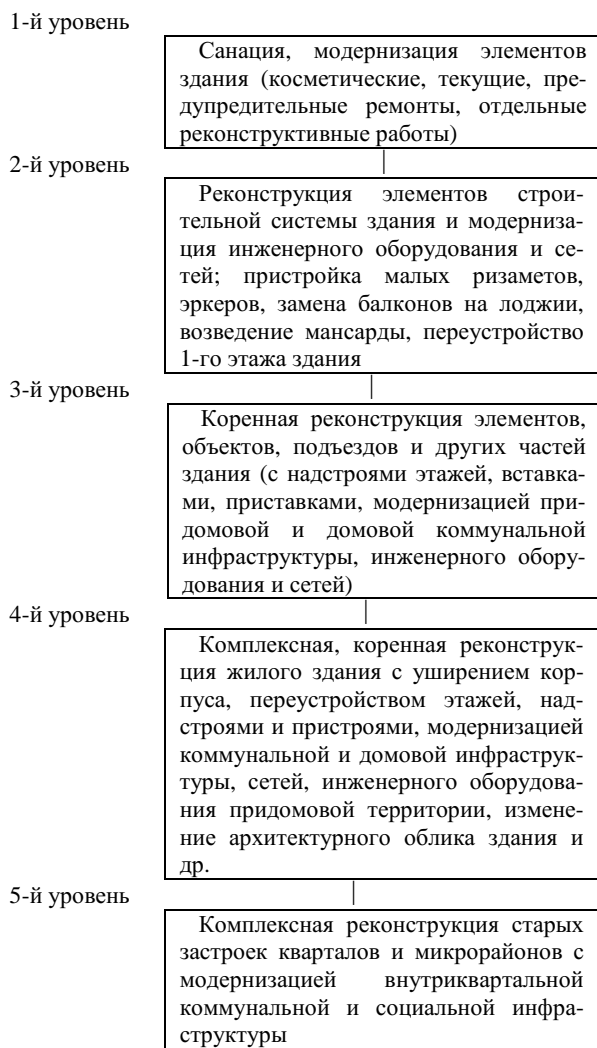 1-й уровень
Санация, модернизация элементов
здания (косметические, текущие, пре-
дупредительные ремонты, отдельные
реконструктивные работы)
2-й уровень
Реконструкция элементов строи-
тельной системы здания и модерниза-
ция инженерного оборудования и се-
тей; пристройка малых ризаметов,
эркеров, замена балконов на лоджии,
возведение мансарды, переустройство
1-го этажа здания
3-й уровень
Коренная реконструкция элементов,
объектов, подъездов и других частей
здания (с надстроями этажей, вставка-
ми, приставками, модернизацией при-
домовой и домовой коммунальной
инфраструктуры, инженерного обору-
дования и сетей)
4-й уровень
Комплексная, коренная реконструк-
ция жилого здания с уширением кор-
пуса, переустройством этажей, над-
строями и пристроями, модернизацией
коммунальной и домовой инфраструк-
туры, сетей, инженерного оборудова-
ния придомовой территории, измене-
ние архитектурного облика здания и
др.
5-й уровень
Комплексная реконструкция старых
застроек кварталов и микрорайонов с
модернизацией внутриквартальной
коммунальной и социальной инфра-
структуры